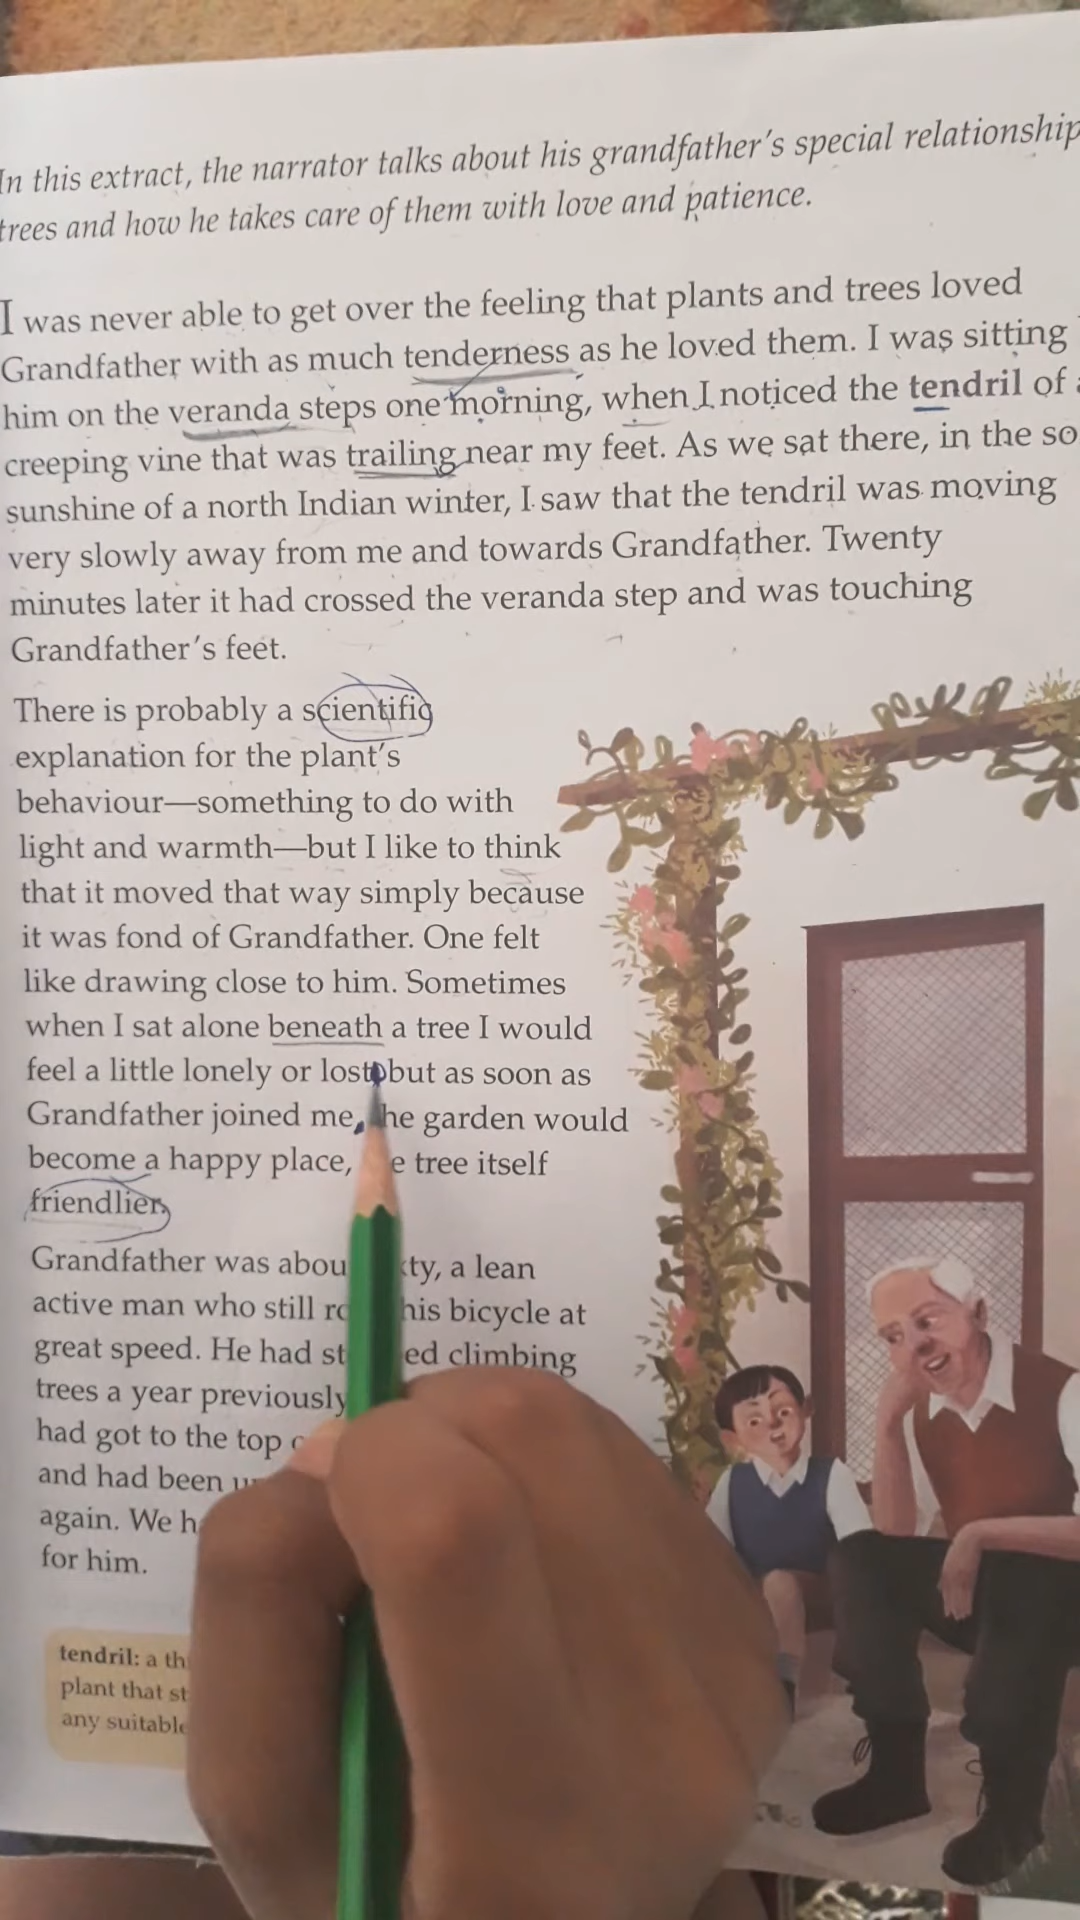 In this extract, the narrator talks about his grandfather's special relationship
trees and how he takes care of them with love and patience.
I was never able to get over the feeling that plants and trees loved
Grandfather with as much tenderness as he loved them. I was sitting
him on the veranda steps one morning, when I noticed the tendril of
creeping vine that was trailing near my feet. As we sat there, in the so
sunshine of a north Indian winter, I saw that the tendril was moving
very slowly away from me and towards Grandfather. Twenty
minutes later it had crossed the veranda step and was touching
Grandfather's feet.
There is probably a scientific
explanation for the plant's
behaviour—something to do with
light and warmth—but I like to think
that it moved that way simply because
it was fond of Grandfather. One felt
like drawing close to him. Sometimes
when I sat alone beneath a tree I would
feel a little lonely or lost but as soon as
Grandfather joined me, he garden would
become a happy place, e tree itself
friendlier.
Grandfather was abou ty, a lean
active man who still his bicycle at
great speed. He had st ed climbing
trees a year previously
had got to the top
and had been
again. We h
for him.
tendril: a th
plant that st
any suitable